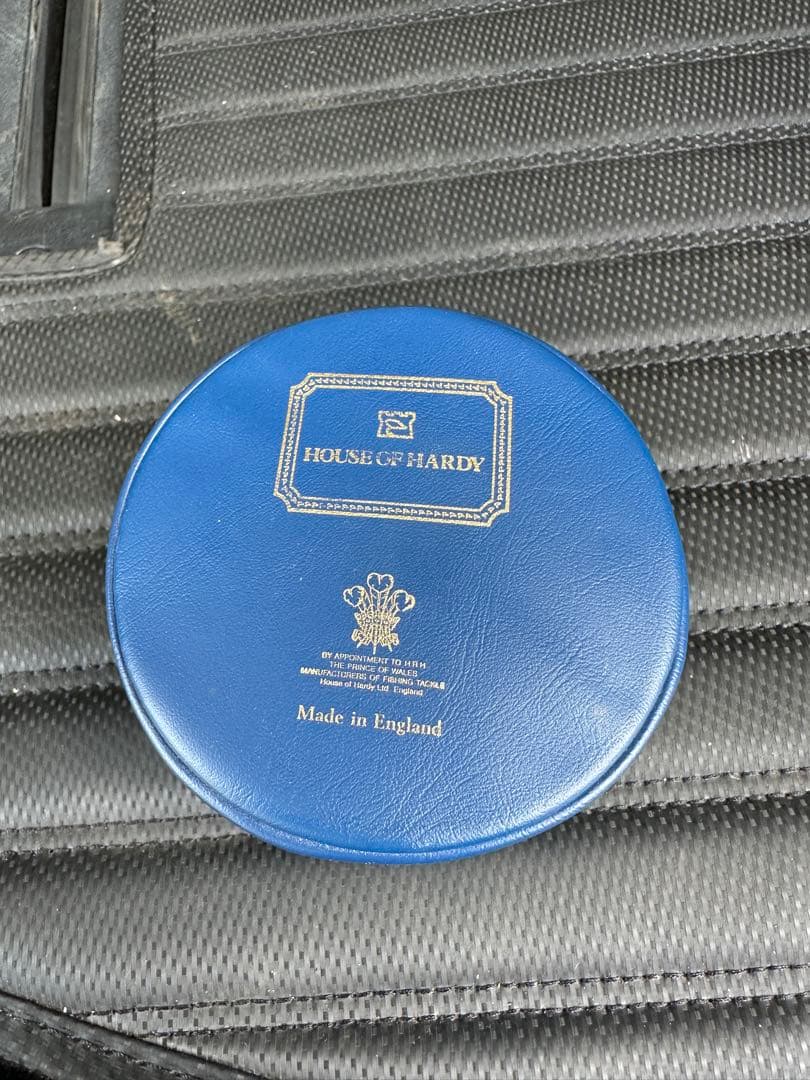 HOUSE OF HARDY
BY APPOINTMENT TO H R H
THE PRINCE OF WALES
MANUFACTURERS OF FISHING TACKLE
House of Hardy Ltd England
Made in England